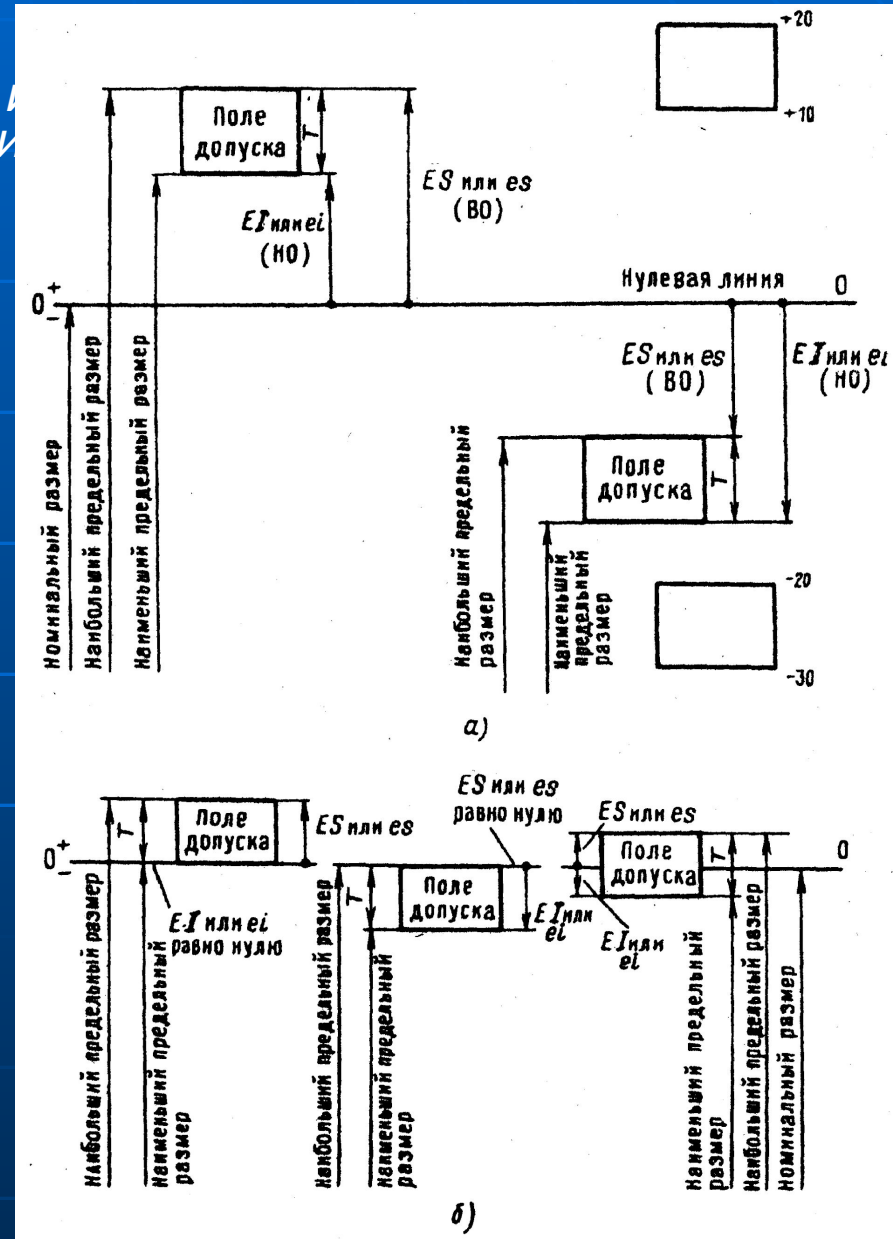 +20
+10
Поле
допуска
T
ES или es
(ВО)
EI или ei
(НО)
Нулевая линия
0
0
+
−
ES или es
(ВО)
EI или ei
(НО)
Поле
допуска
T
Номинальный размер
Наибольший предельный размер
Наименьший предельный размер
Наибольший предельный
размер
Наименьший
предельный
размер
-20
-30
а)
0
+
−
Поле
допуска
T
ES или es
EI или ei
равно нулю
ES или es
равно нулю
T
Поле
допуска
EI или
ei
ES или es
Поле
допуска
T
EI или
ei
0
Наибольший предельный размер
Наименьший предельный
размер
Наибольший предельный размер
Наименьший предельный
размер
Наименьший предельный
размер
Наибольший предельный размер
Номинальный размер
б)